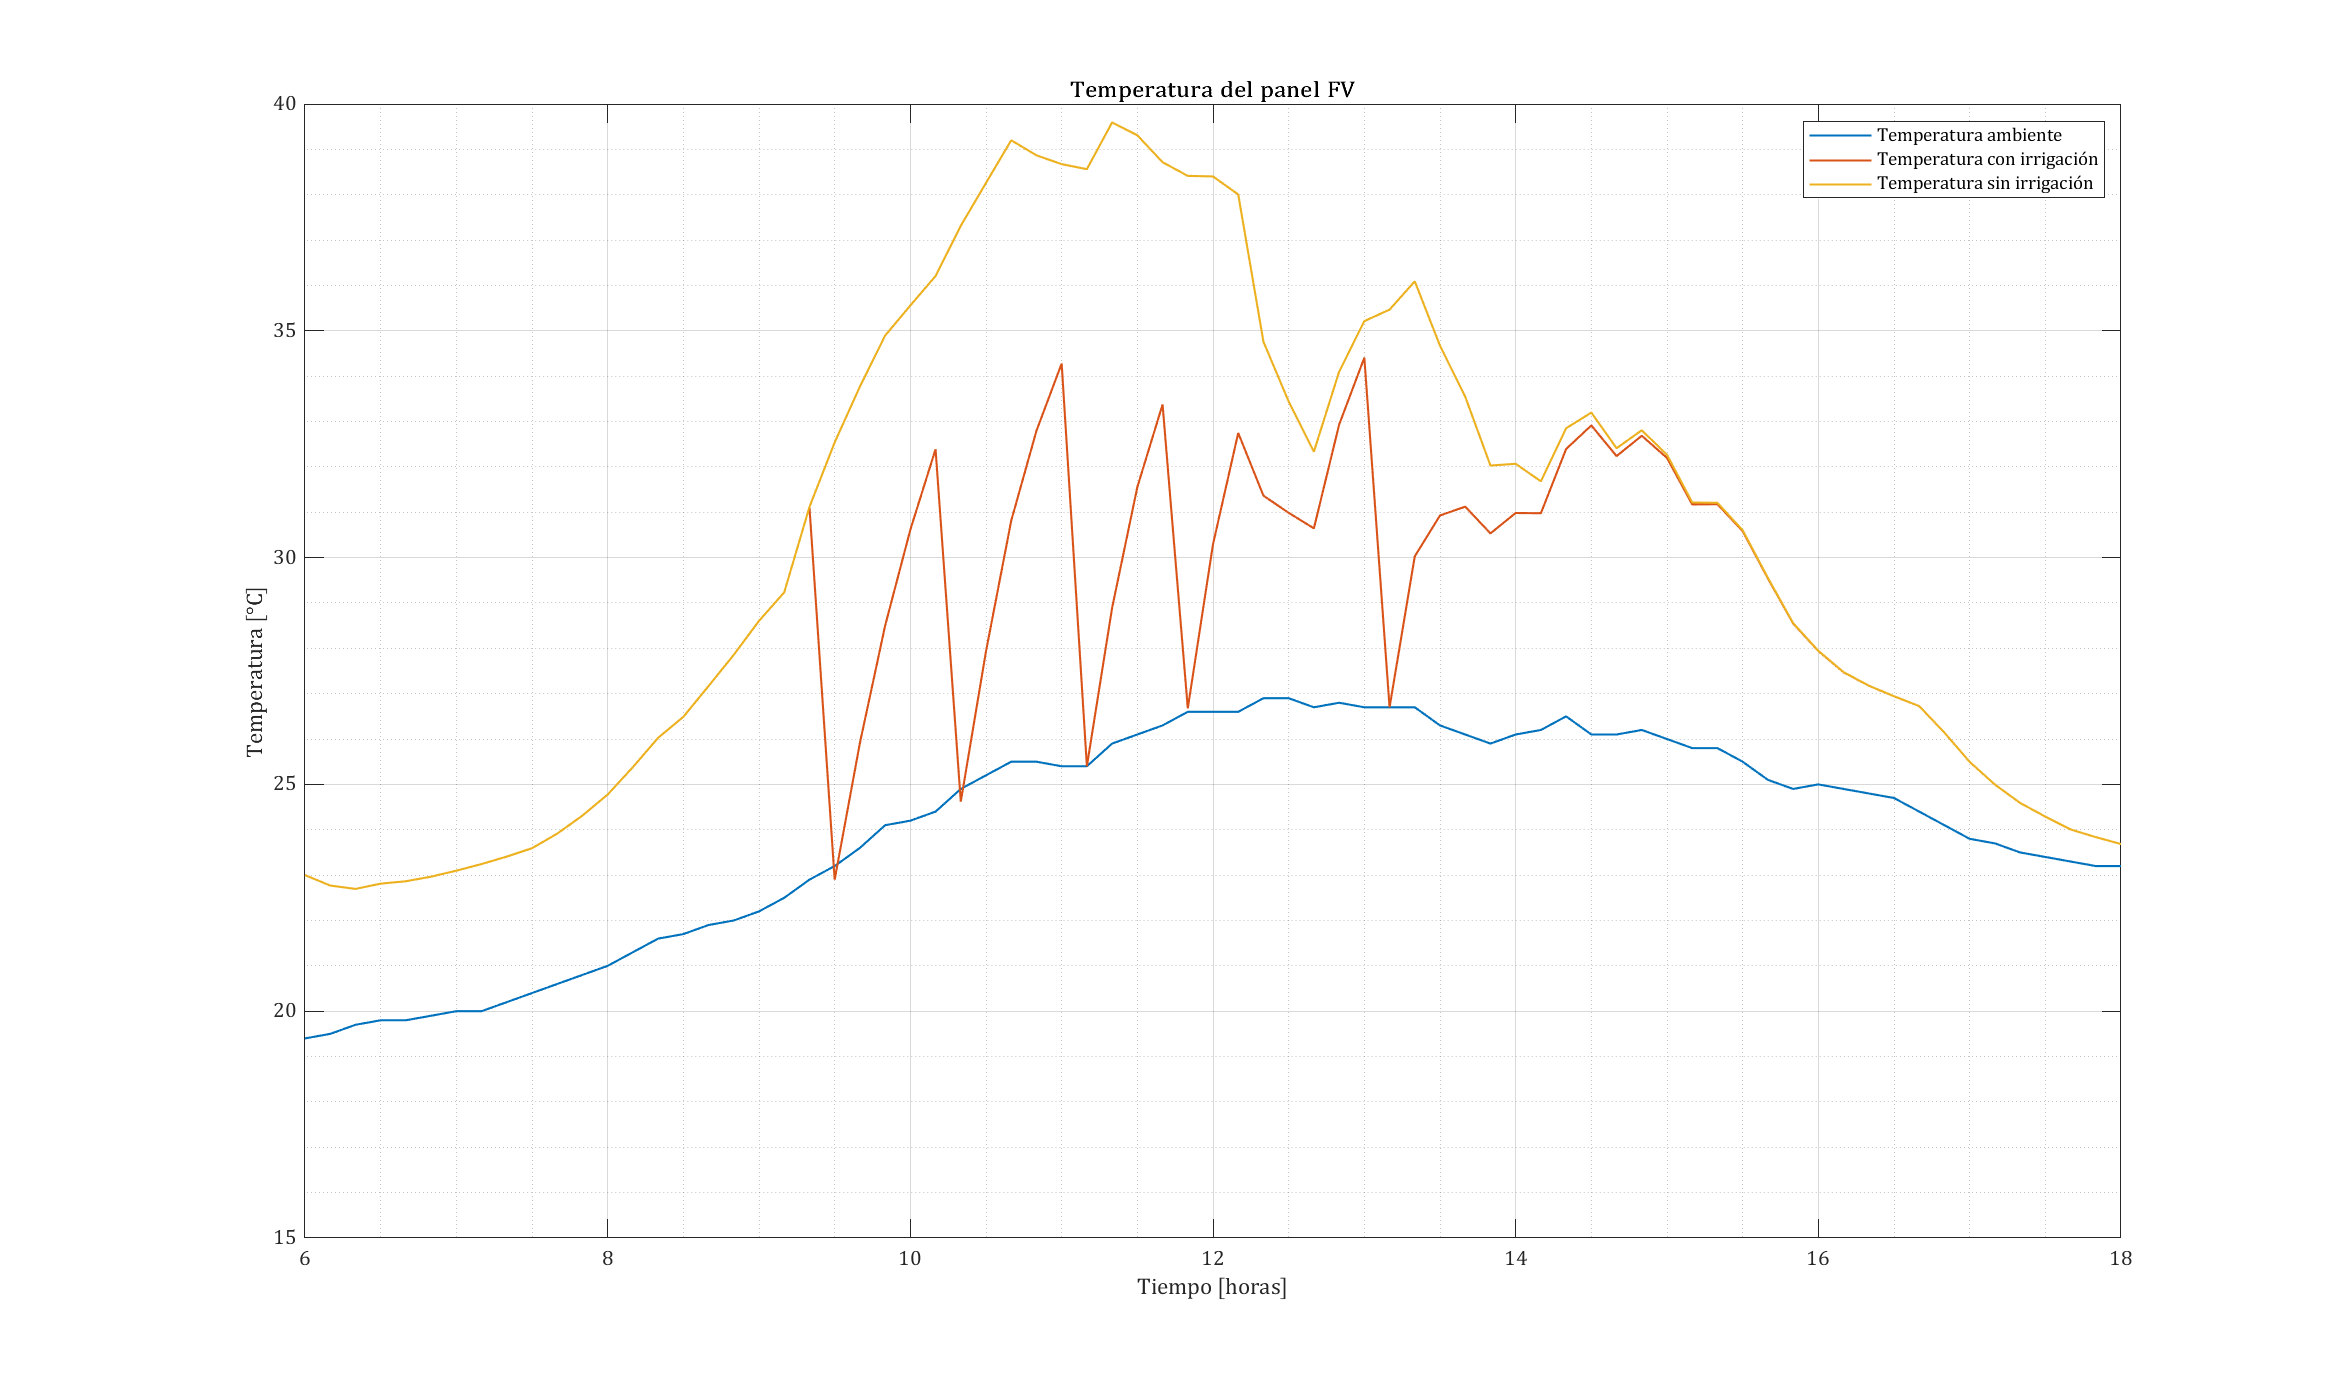 Temperatura del panel FV
40
35
30
25
20
15
Temperatura [°C]
Temperatura ambiente
Temperatura con irrigación
Temperatura sin irrigación
6 8 10 12 14 16 18
Tiempo [horas]